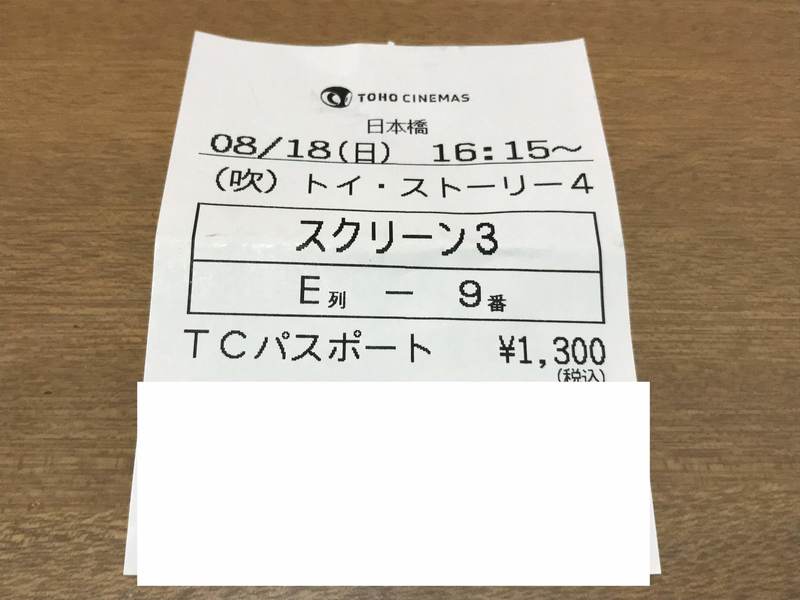 TOHO CINEMAS
日本橋
08/18(日) 16:15～
(吹) トイ・ストーリー4
スクリーン3
E列 － 9番
TCパスポート ¥1,300
(税込)